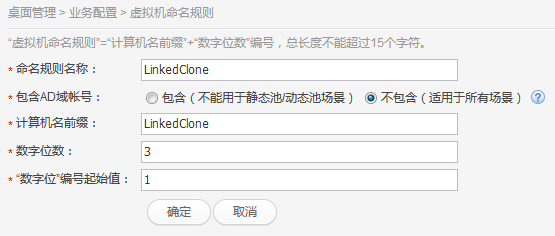 桌面管理 > 业务配置 > 虚拟机命名规则
“虚拟机命名规则”=“计算机名前缀”+“数字位数”编号，总长度不能超过15个字符。
* 命名规则名称： LinkedClone
* 包含AD域帐号： 包含（不能用于静态池/动态池场景） 不包含（适用于所有场景） ?
* 计算机名前缀： LinkedClone
* 数字位数： 3
* “数字位”编号起始值： 1
确定 取消